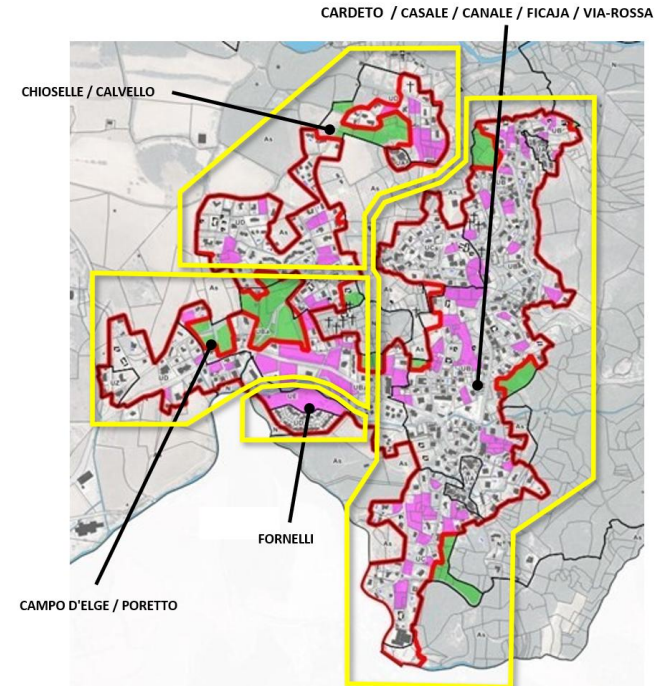 CARDETO / CASALE / CANALE / FICAJA / VIA-ROSSA
CHIOSELLE / CALVELLO
FORNELLI
CAMPO D'ELGE / PORETTO